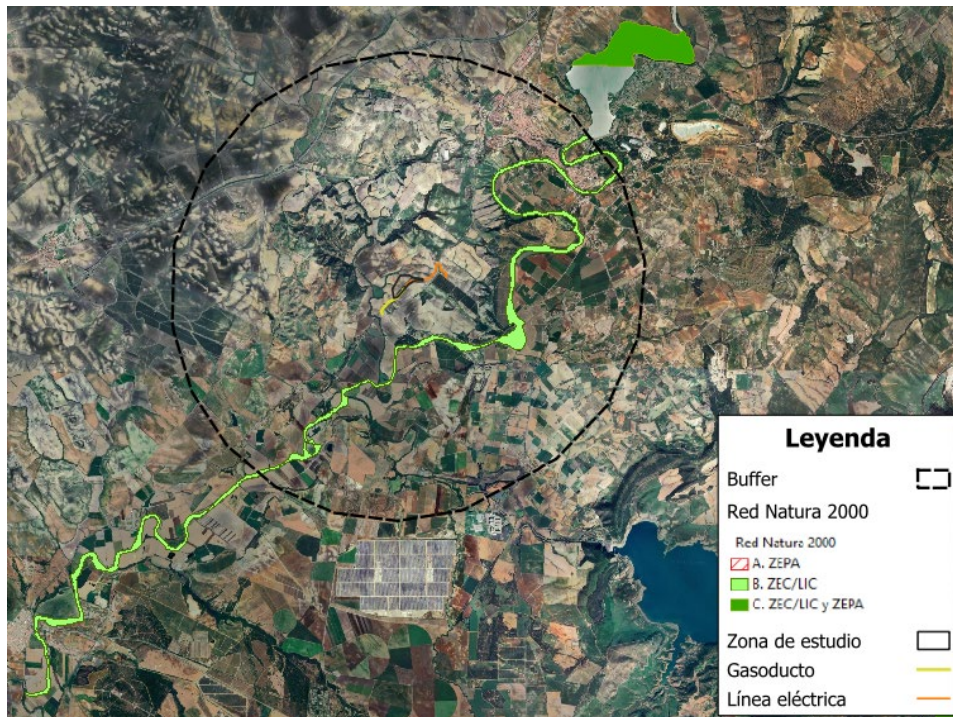 Leyenda
Buffer
Red Natura 2000
Red Natura 2000
A. ZEPA
B. ZEC/LIC
C. ZEC/LIC y ZEPA
Zona de estudio
Gasoducto
Línea eléctrica